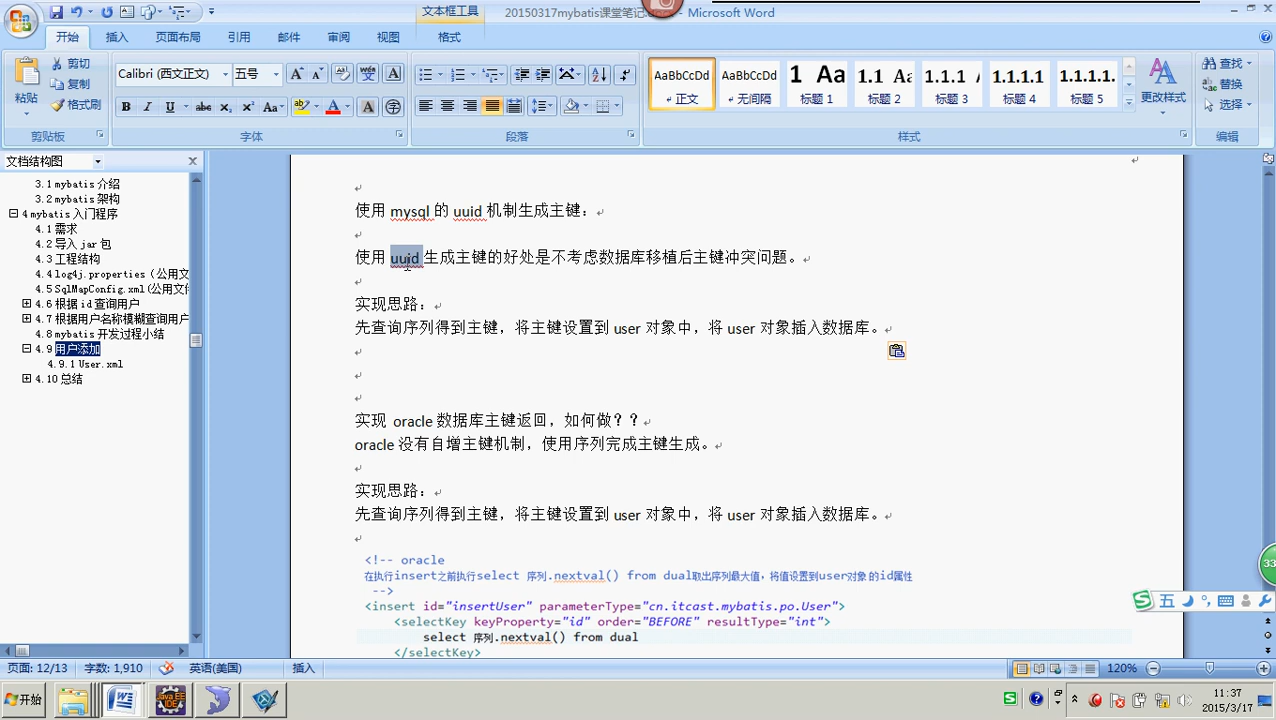 20150317mybatis课堂笔记
- Microsoft Word
文本框工具
开始 插入 页面布局 引用 邮件 审阅 视图 格式
粘贴
剪切
复制
格式刷
剪贴板
Calibri (西文正文) 五号
字体
段落
AaBbCcDd 正文
AaBbCcDd 无间隔
1 Aa 标题 1
1.1 Aa 标题 2
1.1.1 标题 3
1.1.1.1 标题 4
1.1.1.1. 标题 5
更改样式
样式
查找
替换
选择
编辑
文档结构图
3.1 mybatis 介绍
3.2 mybatis 架构
4 mybatis 入门程序
4.1 需求
4.2 导入 jar 包
4.3 工程结构
4.4 log4j.properties（公用文
4.5 SqlMapConfig.xml(公用文件
4.6 根据 id 查询用户
4.7 根据用户名称模糊查询用户
4.8 mybatis 开发过程小结
4.9 用户添加
4.9.1 User.xml
4.10 总结
使用 mysql 的 uuid 机制生成主键：
使用 uuid 生成主键的好处是不考虑数据库移植后主键冲突问题。
实现思路：
先查询序列得到主键，将主键设置到 user 对象中，将 user 对象插入数据库。
实现 oracle 数据库主键返回，如何做？？
oracle 没有自增主键机制，使用序列完成主键生成。
实现思路：
先查询序列得到主键，将主键设置到 user 对象中，将 user 对象插入数据库。
<!-- oracle
在执行insert之前执行select 序列.nextval() from dual取出序列最大值，将值设置到user对象 的id属性
-->
<insert id="insertUser" parameterType="cn.itcast.mybatis.po.User">
<selectKey keyProperty="id" order="BEFORE" resultType="int">
select 序列.nextval() from dual
</selectKey>
33
五
页面: 12/13 字数: 1,910 英语(美国) 插入 120%
开始
11:37
2015/3/17